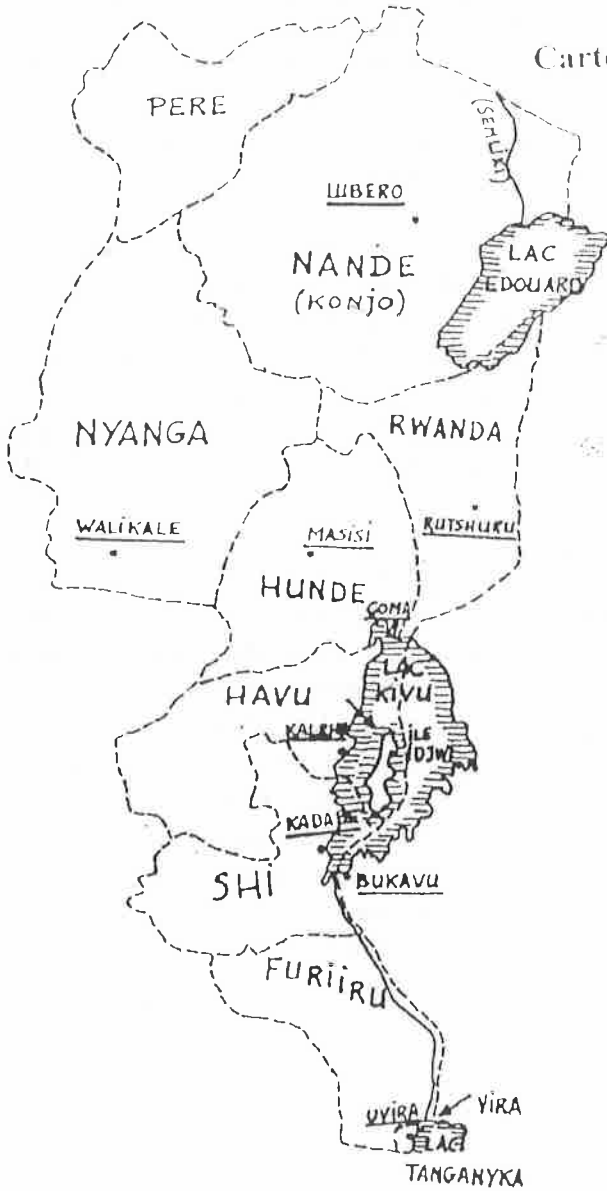 Carte
PERE
(SEMLIKI)
LUBERO
LAC
EDOUARD
NANDE
(KONJO)
NYANGA
RWANDA
WALIKALE
MASISI
RUTSHURU
HUNDE
GOMA
LAC
KIVU
HAVU
KALEH
ILE
IDJWI
KADA
BUKAVU
SHI
FURIIRU
UVIRA
VIRA
LAC
TANGANYKA